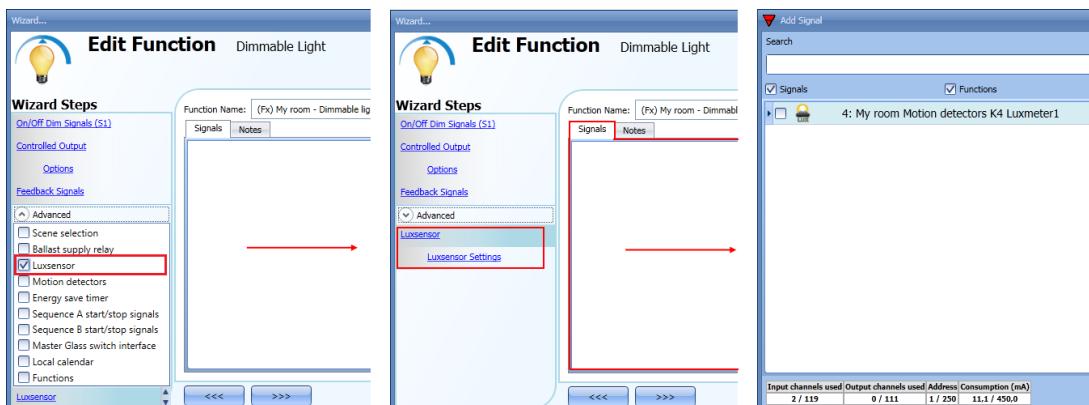 Wizard...
Edit Function Dimmable Light
Wizard Steps
On/Off Dim Signals (S1)
Controlled Output
Options
Feedback Signals
Advanced
Scene selection
Ballast supply relay
Luxsensor
Motion detectors
Energy save timer
Sequence A start/stop signals
Sequence B start/stop signals
Master Glass switch interface
Local calendar
Functions
Luxsensor
Function Name: (Fx) My room - Dimmable lig
Signals Notes
<<< >>>
Wizard...
Edit Function Dimmable Light
Wizard Steps
On/Off Dim Signals (S1)
Controlled Output
Options
Feedback Signals
Advanced
Luxsensor
Luxsensor Settings
Function Name: (Fx) My room - Dimmabl
Signals Notes
<<< >>>
Add Signal
Search
Signals Functions
4: My room Motion detectors K4 Luxmeter1
Input channels used Output channels used Address Consumption (mA)
2 / 119 0 / 111 1 / 250 11,1 / 450,0